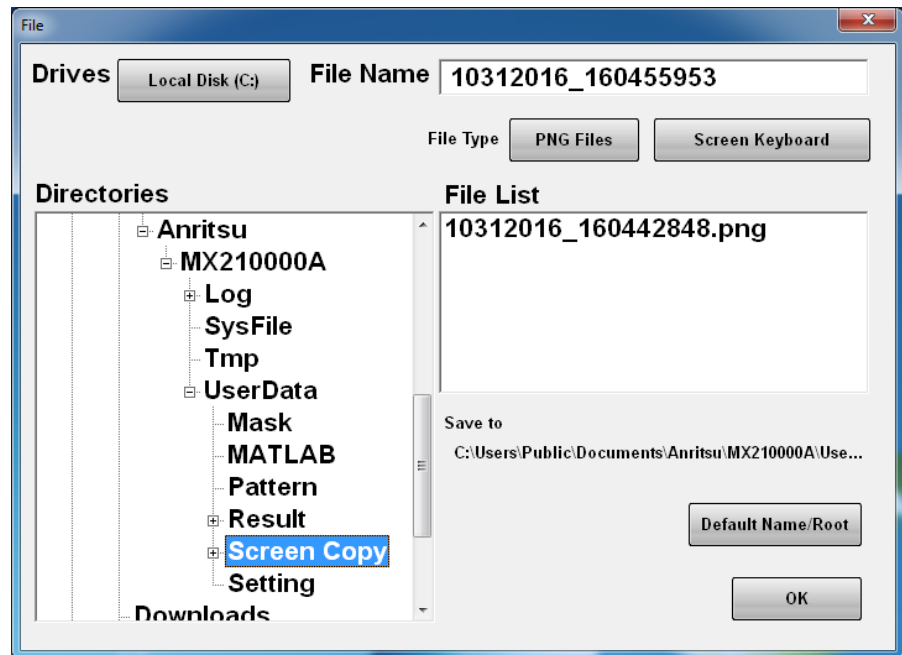 File
Drives
Local Disk (C:)
File Name
10312016_160455953
File Type
PNG Files
Screen Keyboard
Directories
Anritsu
MX210000A
Log
SysFile
Tmp
UserData
Mask
MATLAB
Pattern
Result
Screen Copy
Setting
Downloads
File List
10312016_160442848.png
Save to
C:\Users\Public\Documents\Anritsu\MX210000A\Use...
Default Name/Root
OK